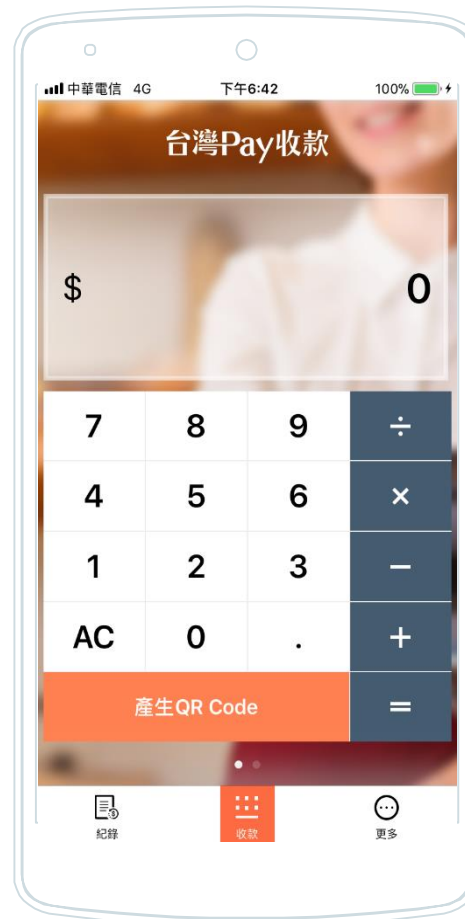 中華電信 4G 下午6:42 100%
台灣Pay收款
$ 0
7 8 9 ÷
4 5 6 ×
1 2 3 −
AC 0 . +
產生QR Code =
紀錄 收款 更多